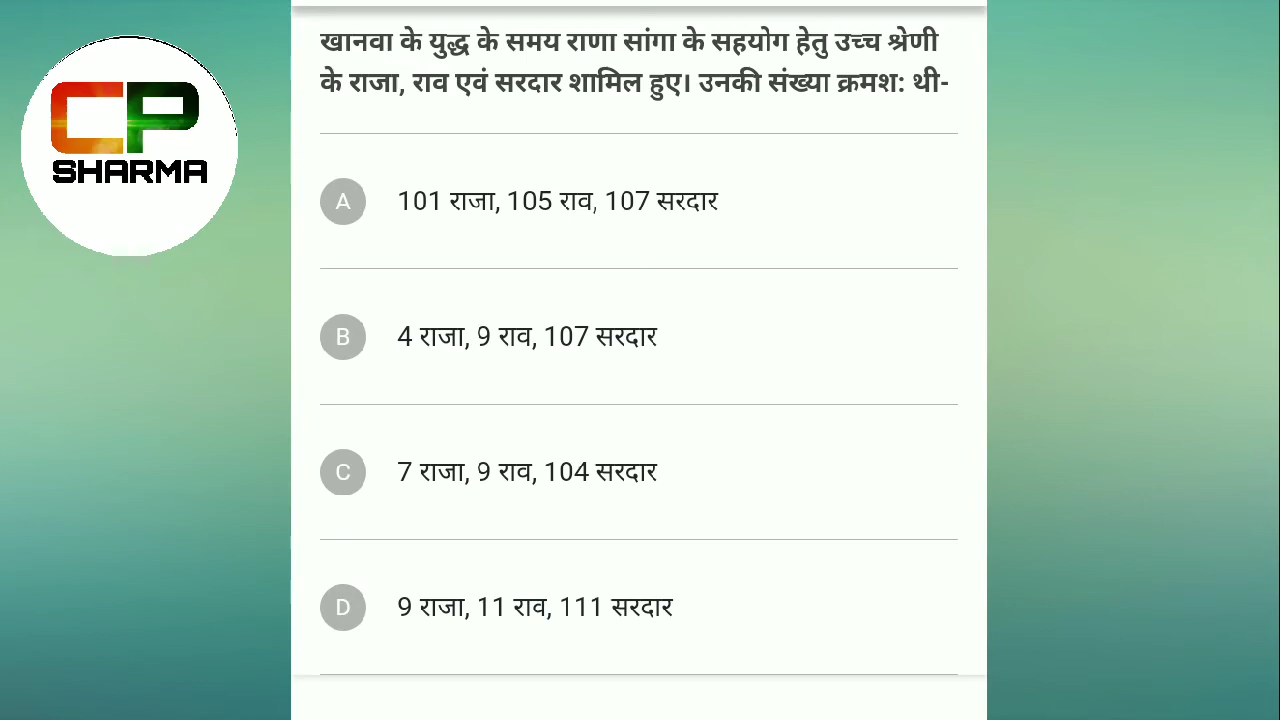 CP
SHARMA
खानवा के युद्ध के समय राणा सांगा के सहयोग हेतु उच्च श्रेणी
के राजा, राव एवं सरदार शामिल हुए। उनकी संख्या क्रमश: थी-
A 101 राजा, 105 राव, 107 सरदार
B 4 राजा, 9 राव, 107 सरदार
C 7 राजा, 9 राव, 104 सरदार
D 9 राजा, 11 राव, 111 सरदार